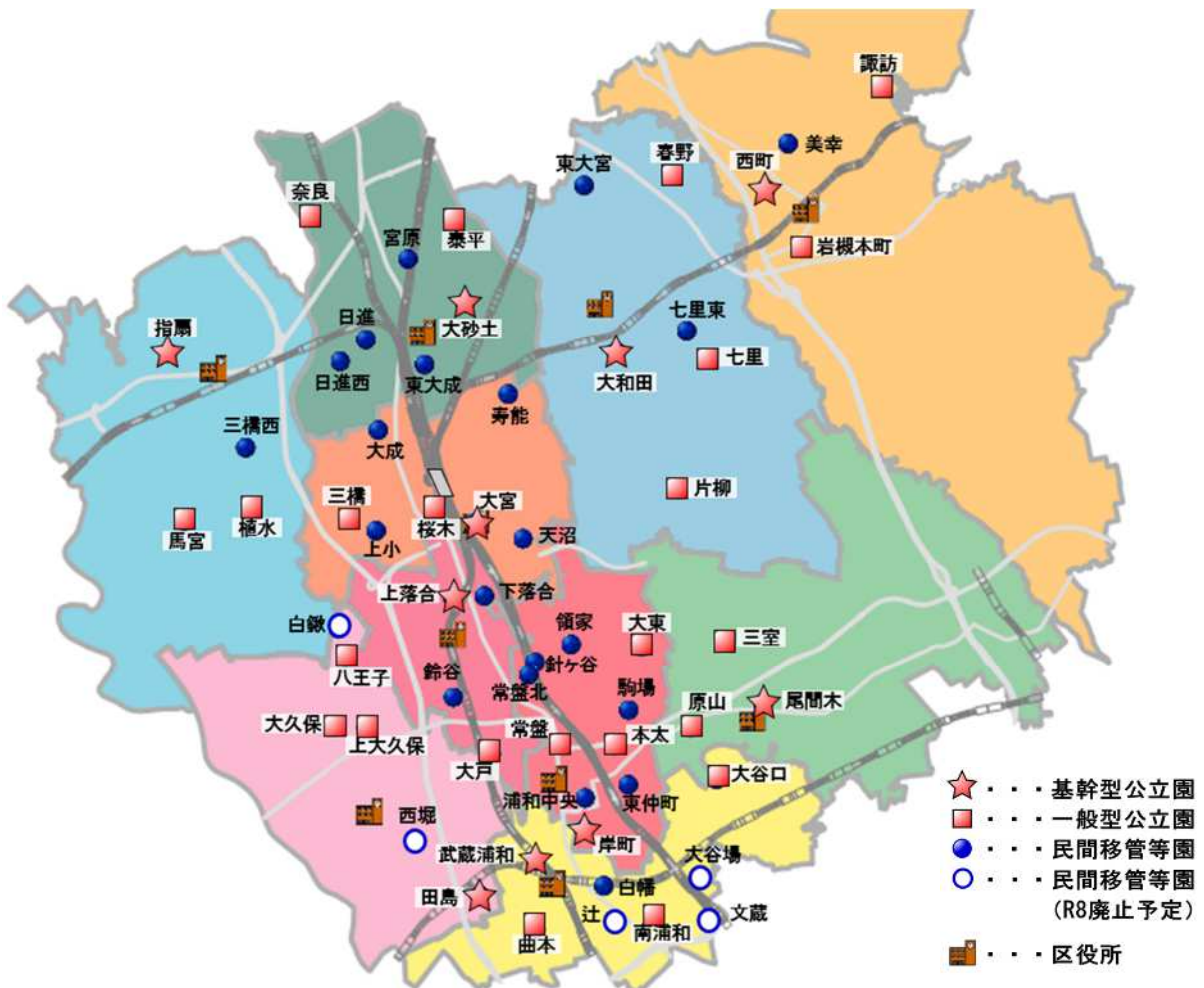 諏訪
美幸
春野
西町
東大宮
奈良
泰平
宮原
岩槻本町
大砂土
日進
七里東
指扇
七里
日進西
東大成
大和田
寿能
三橋西
大成
片柳
三橋
桜木
大宮
植水
馬宮
上小
天沼
上落合
下落合
白鍬
領家
大東
三室
八王子
針ヶ谷
鈴谷
常盤北
駒場
原山
尾間木
大久保
上大久保
常盤
本太
大戸
大谷口
浦和中央
東仲町
西堀
岸町
武蔵浦和
大谷場
田島
白幡
辻
文蔵
曲本
南浦和
・・・基幹型公立園
・・・一般型公立園
・・・民間移管等園
・・・民間移管等園
(R8廃止予定)
・・・区役所